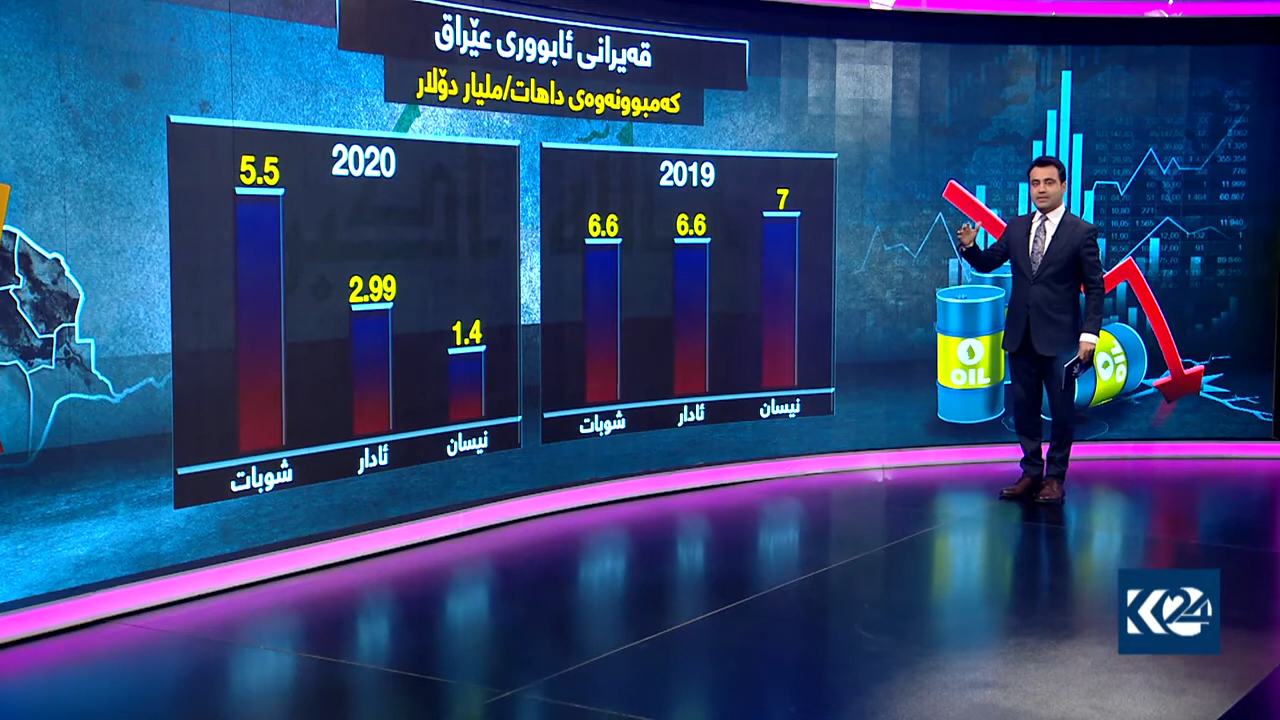 قەیرانی ئابووری عێراق
کەمبوونەوەی داهات/ملیار دۆلار
2019
6.6
6.6
7
شوبات
ئادار
نیسان
2020
5.5
2.99
1.4
شوبات
ئادار
نیسان
OIL
OIL
K24